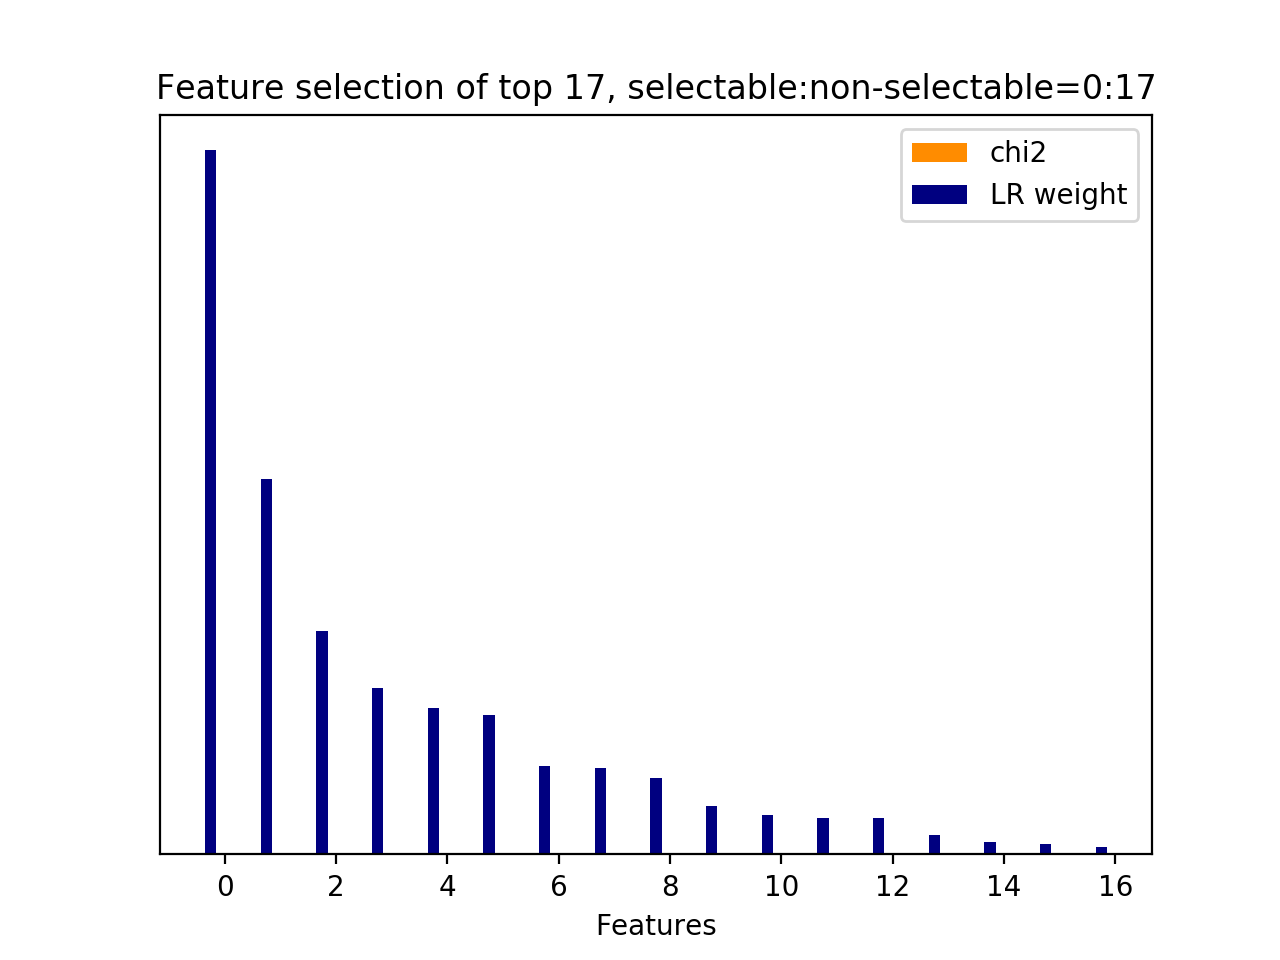 Feature selection of top 17, selectable:non-selectable=0:17
chi2
LR weight
0 2 4 6 8 10 12 14 16
Features